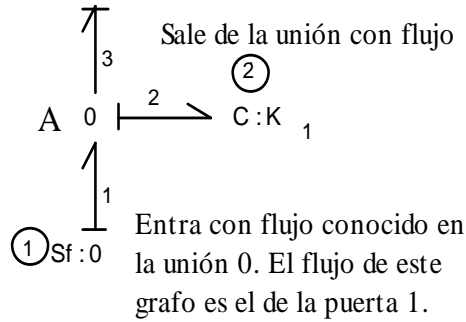 Sale de la unión con flujo
3
2
2
A 0
C : K 1
1
1 Sf : 0
Entra con flujo conocido en
la unión 0. El flujo de este
grafo es el de la puerta 1.